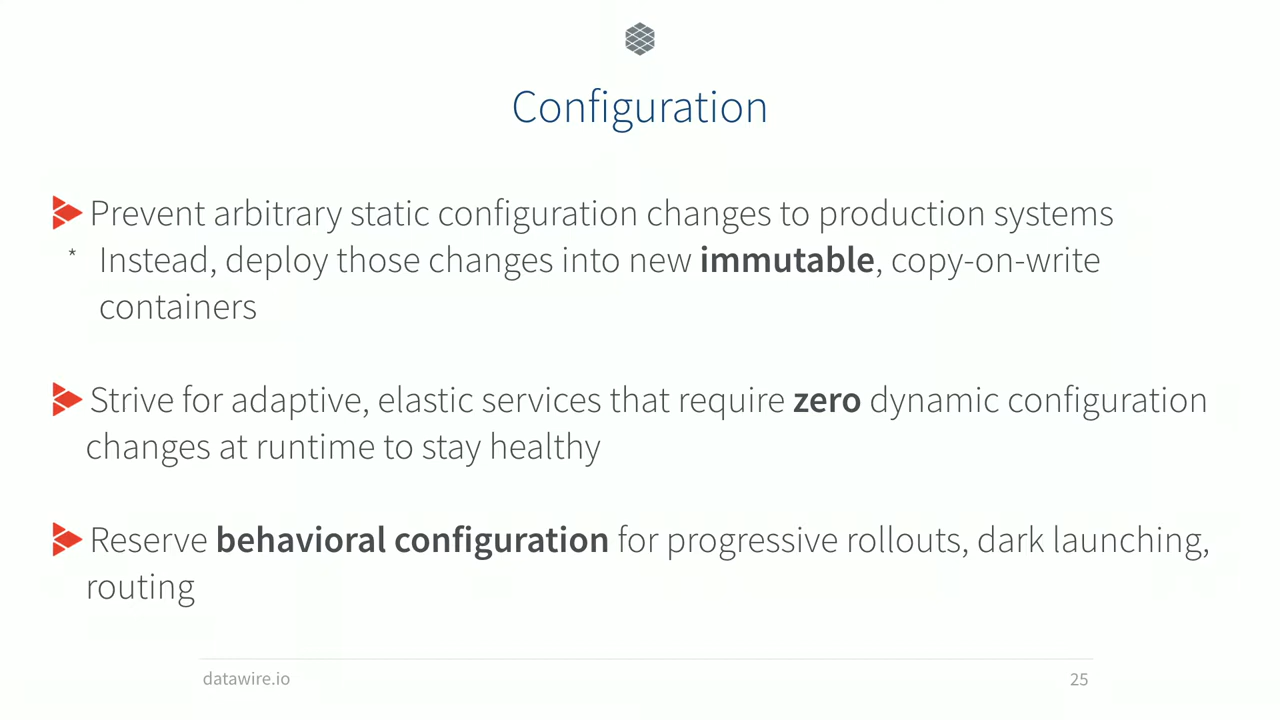 Configuration
Prevent arbitrary static configuration changes to production systems
* Instead, deploy those changes into new immutable, copy-on-write
containers
Strive for adaptive, elastic services that require zero dynamic configuration
changes at runtime to stay healthy
Reserve behavioral configuration for progressive rollouts, dark launching,
routing
datawire.io
25